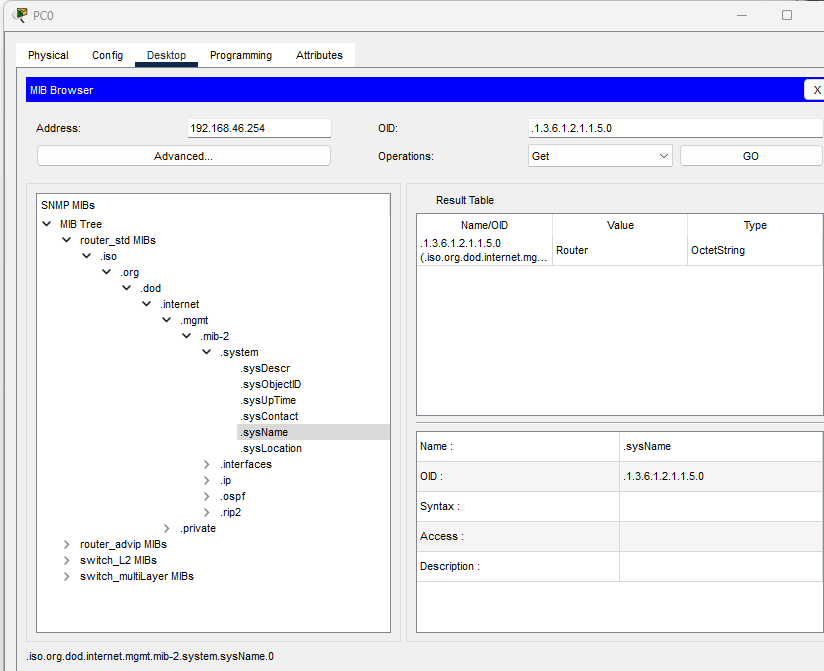 PC0
Physical Config Desktop Programming Attributes
MIB Browser X
Address: 192.168.46.254 OID: .1.3.6.1.2.1.1.5.0
Advanced... Operations: Get GO
SNMP MIBs
MIB Tree
router_std MIBs
.iso
.org
.dod
.internet
.mgmt
.mib-2
.system
.sysDescr
.sysObjectID
.sysUpTime
.sysContact
.sysName
.sysLocation
.interfaces
.ip
.ospf
.rip2
.private
router_advip MIBs
switch_L2 MIBs
switch_multiLayer MIBs
Result Table
Name/OID Value Type
.1.3.6.1.2.1.1.5.0
(.iso.org.dod.internet.mg... Router OctetString
Name : .sysName
OID : .1.3.6.1.2.1.1.5.0
Syntax :
Access :
Description :
.iso.org.dod.internet.mgmt.mib-2.system.sysName.0